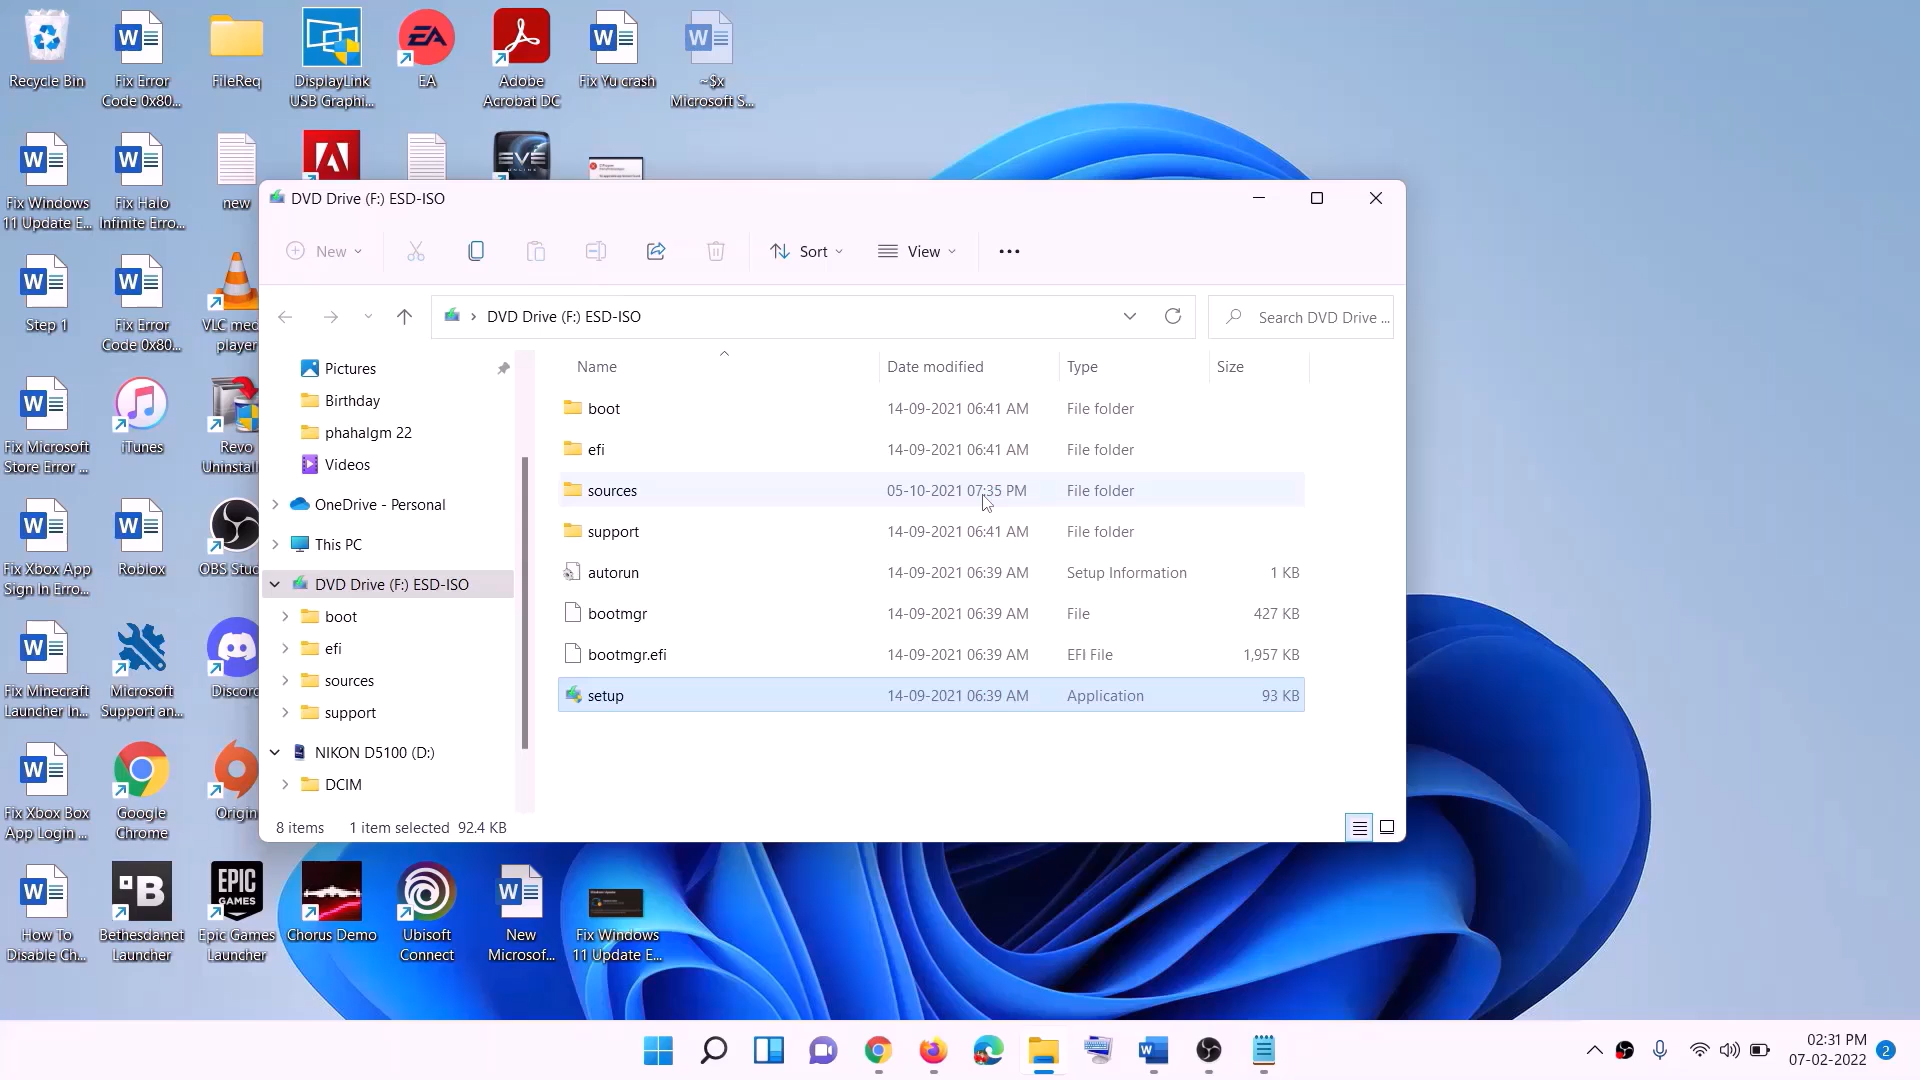 Recycle Bin
Fix Error
Code 0x80...
FileReq
DisplayLink
USB Graphi...
EA
EA
Adobe
Acrobat DC
Fix Yu crash
~$x
Microsoft S...
Fix Windows
11 Update E...
Fix Halo
Infinite Erro...
new
EVE
ONLINE
Step 1
Fix Error
Code 0x80...
VLC med
player
Fix Microsoft
Store Error ...
iTunes
Revo
Uninstall
Fix Xbox App
Sign In Erro...
Roblox
OBS Stud
Fix Minecraft
Launcher In...
Microsoft
Support an...
Discord
Fix Xbox Box
App Login ...
Google
Chrome
Origin
How To
Disable Ch...
B
Bethesda.net
Launcher
EPIC
GAMES
Epic Games
Launcher
Chorus Demo
Ubisoft
Connect
New
Microsof...
Fix Windows
11 Update E...
DVD Drive (F:) ESD-ISO
New
Sort
View
DVD Drive (F:) ESD-ISO
Search DVD Drive ...
Pictures
Birthday
phahalgm 22
Videos
OneDrive - Personal
This PC
DVD Drive (F:) ESD-ISO
boot
efi
sources
support
NIKON D5100 (D:)
DCIM
Name Date modified Type Size
boot 14-09-2021 06:41 AM File folder
efi 14-09-2021 06:41 AM File folder
sources 05-10-2021 07:35 PM File folder
support 14-09-2021 06:41 AM File folder
autorun 14-09-2021 06:39 AM Setup Information 1 KB
bootmgr 14-09-2021 06:39 AM File 427 KB
bootmgr.efi 14-09-2021 06:39 AM EFI File 1,957 KB
setup 14-09-2021 06:39 AM Application 93 KB
8 items 1 item selected 92.4 KB
02:31 PM
07-02-2022
2